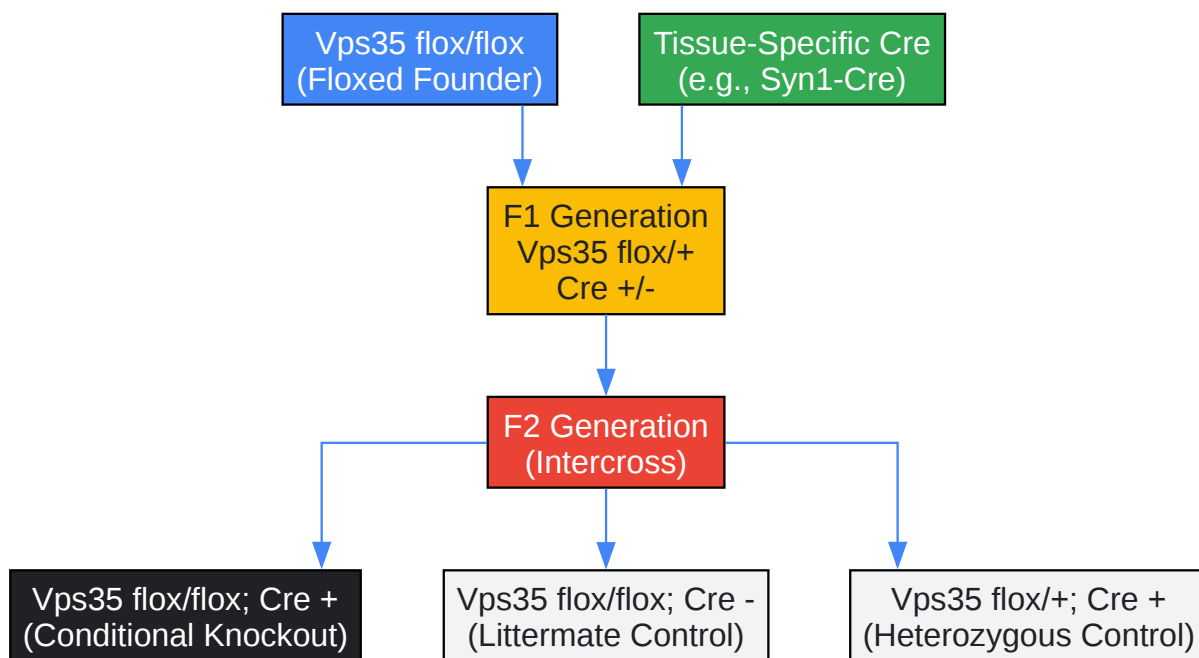 Vps35 flox/flox
(Floxed Founder)
Tissue-Specific Cre
(e.g., Syn1-Cre)
F1 Generation
Vps35 flox/+
Cre +/-
F2 Generation
(Intercross)
Vps35 flox/flox; Cre +
(Conditional Knockout)
Vps35 flox/flox; Cre -
(Littermate Control)
Vps35 flox/+; Cre +
(Heterozygous Control)